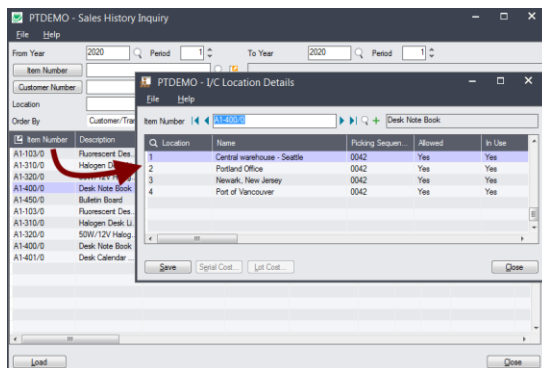 PTDEMO - Sales History Inquiry
File Help
From Year 2020 Period 1 To Year 2020 Period 1
Item Number
Customer Number
Location
Order By Customer/Tran
Item Number Description
A1-103/0 Fluorescent Des...
A1-310/0 Halogen De
A1-320/0 50W/12V Halog...
A1-400/0 Desk Note Book
A1-450/0 Bulletin Board
A1-103/0 Fluorescent Des...
A1-310/0 Halogen Desk Li...
A1-320/0 50W/12V Halog...
A1-400/0 Desk Note Book
A1-401/0 Desk Calendar ...
Load Close
PTDEMO - I/C Location Details
File Help
Item Number A1-400/0 Desk Note Book
Location Name Picking Sequen... Allowed In Use
1 Central warehouse - Seattle 0042 Yes Yes
2 Portland Office 0042 Yes Yes
3 Newark, New Jersey 0042 Yes Yes
4 Port of Vancouver 0042 Yes Yes
Save Serial Cost... Lot Cost... Close